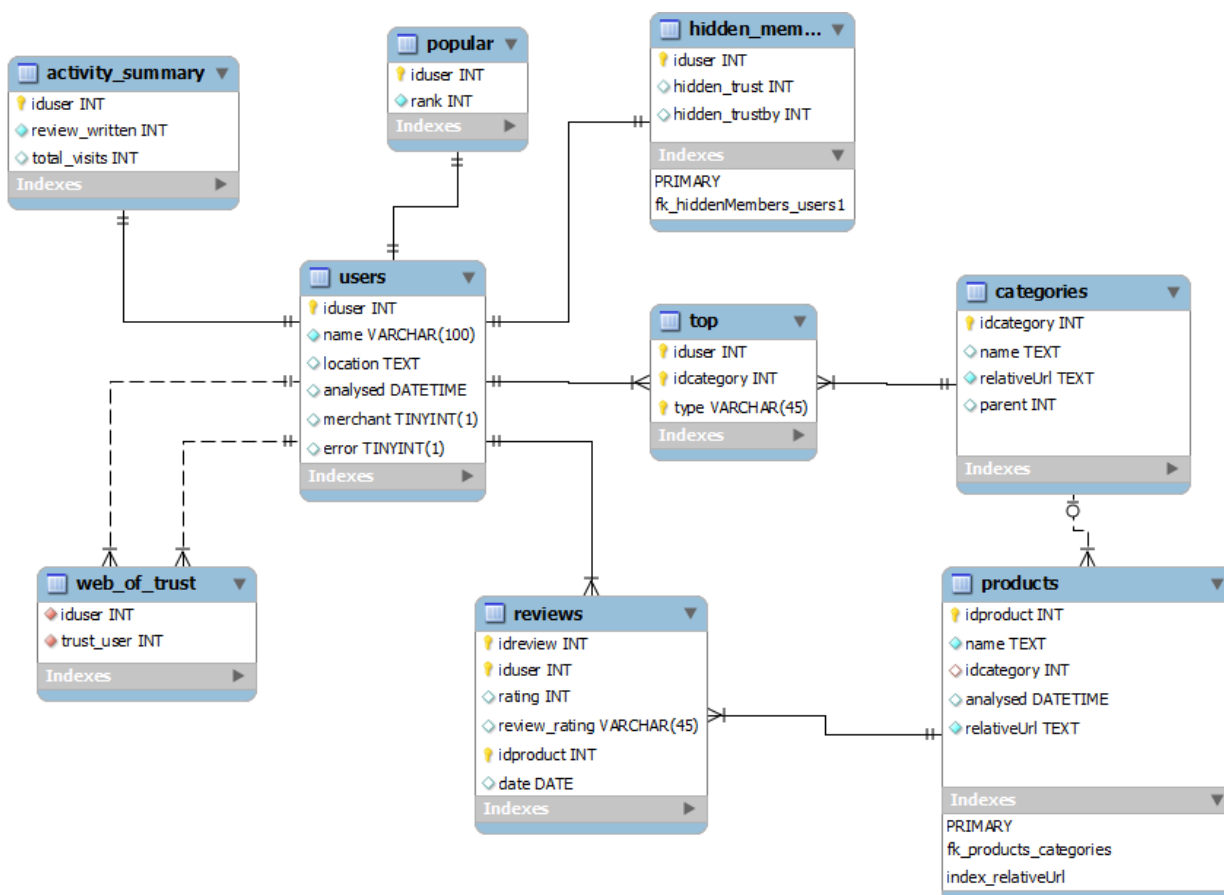 popular
iduser INT
rank INT
Indexes
hidden_mem...
iduser INT
hidden_trust INT
hidden_trustby INT
Indexes
PRIMARY
fk_hiddenMembers_users1
activity_summary
iduser INT
review_written INT
total_visits INT
Indexes
users
iduser INT
name VARCHAR(100)
location TEXT
analysed DATETIME
merchant TINYINT(1)
error TINYINT(1)
Indexes
top
iduser INT
idcategory INT
type VARCHAR(45)
Indexes
categories
idcategory INT
name TEXT
relativeUrl TEXT
parent INT
Indexes
web_of_trust
iduser INT
trust_user INT
Indexes
reviews
idreview INT
iduser INT
rating INT
review_rating VARCHAR(45)
idproduct INT
date DATE
Indexes
products
idproduct INT
name TEXT
idcategory INT
analysed DATETIME
relativeUrl TEXT
Indexes
PRIMARY
fk_products_categories
index_relativeUrl